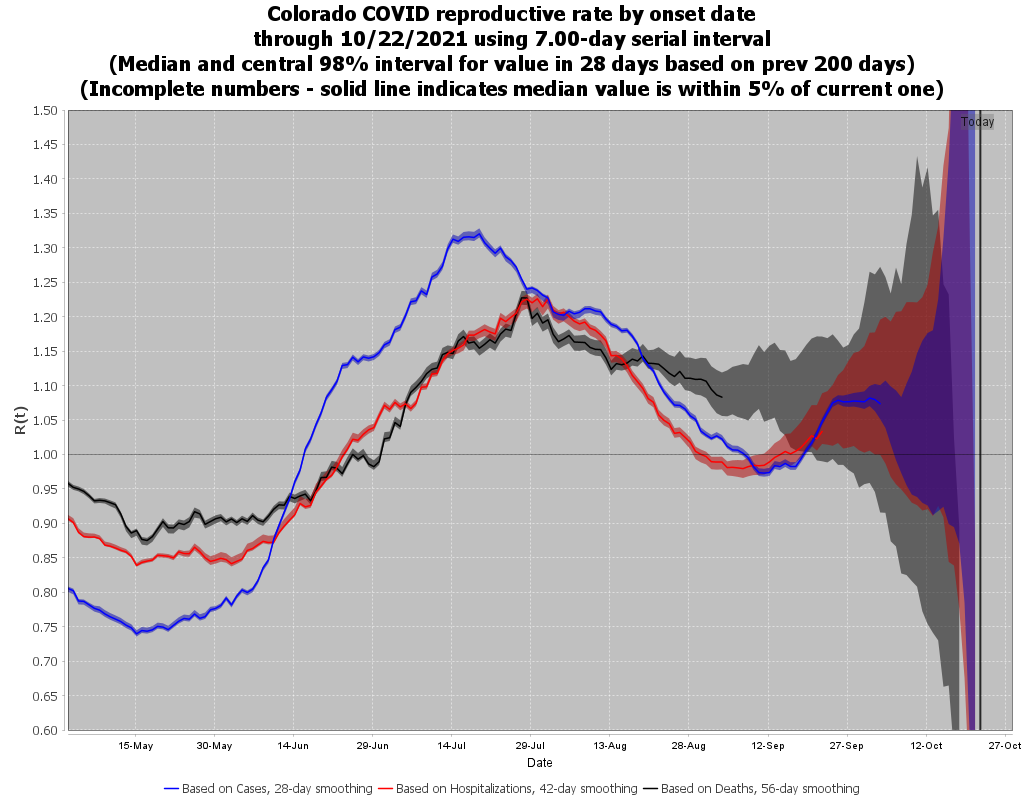 Colorado COVID reproductive rate by onset date
through 10/22/2021 using 7.00-day serial interval
(Median and central 98% interval for value in 28 days based on prev 200 days)
(Incomplete numbers - solid line indicates median value is within 5% of current one)
1.50
Today
1.45
1.40
1.35
1.30
1.25
1.20
1.15
1.10
R(t)
1.05
1.00
0.95
0.90
0.85
0.80
0.75
0.70
0.65
0.60
15-May 30-May 14-Jun 29-Jun 14-Jul 29-Jul 13-Aug 28-Aug 12-Sep 27-Sep 12-Oct 27-Oct
Date
Based on Cases, 28-day smoothing Based on Hospitalizations, 42-day smoothing Based on Deaths, 56-day smoothing